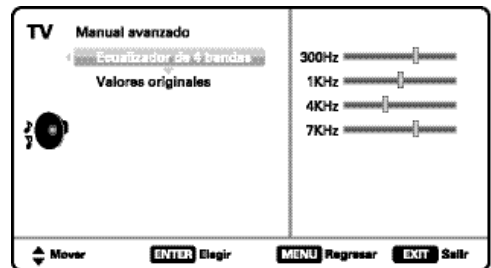 TV Manual avanzado
Ecualizador de 4 bandas
Valores originales
300Hz
1KHz
4KHz
7KHz
Mover ENTER Elegir MENU Regresar EXIT Salir